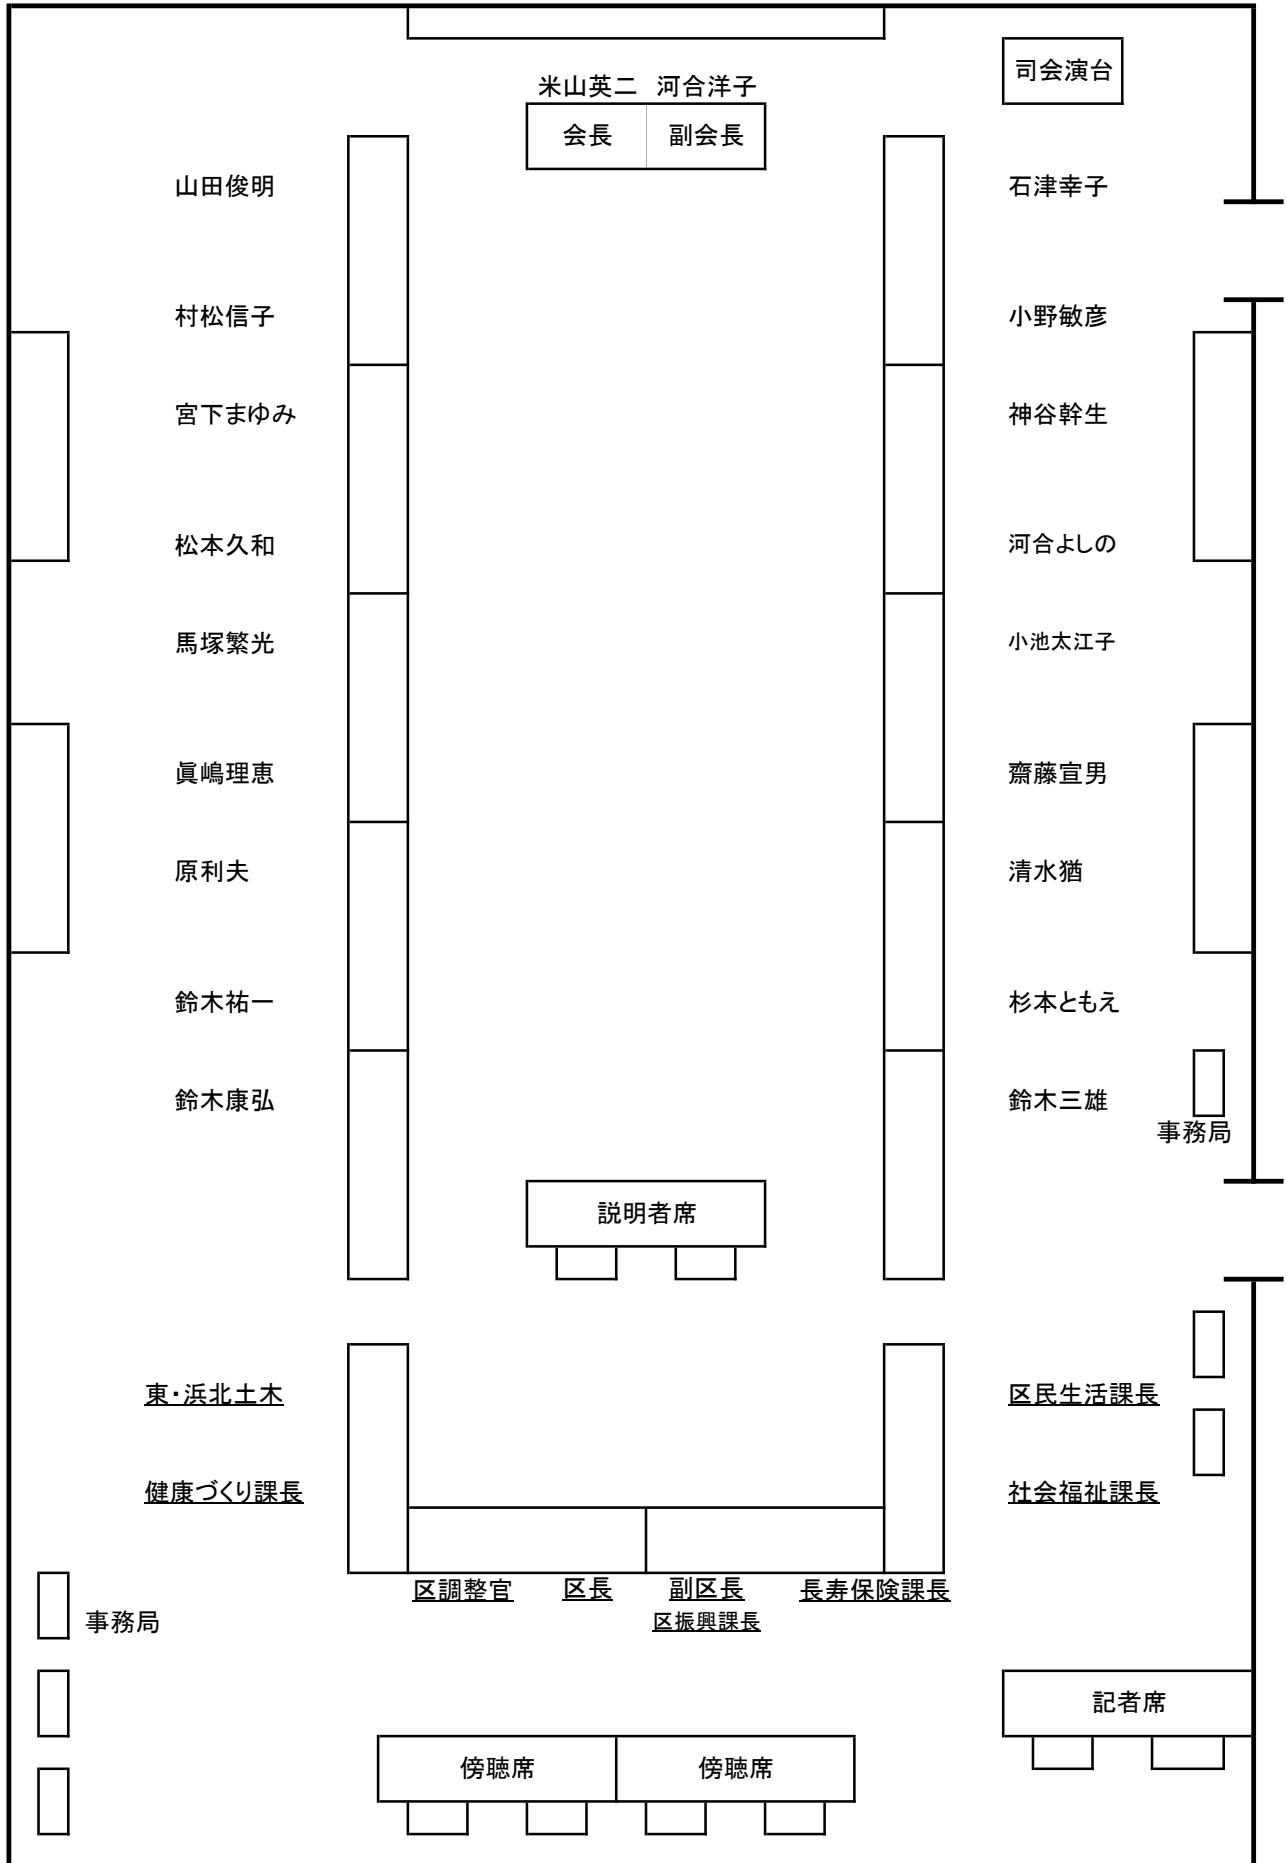 司会演台
米山英二 河合洋子
会長 副会長
山田俊明 石津幸子
村松信子 小野敏彦
宮下まゆみ 神谷幹生
松本久和 河合よしの
馬塚繁光 小池太江子
眞嶋理恵 齋藤宣男
原利夫 清水猶
鈴木祐一 杉本ともえ
鈴木康弘 鈴木三雄
事務局
説明者席
東・浜北土木 区民生活課長
健康づくり課長 社会福祉課長
区調整官 区長 副区長 長寿保険課長
事務局 区振興課長
記者席
傍聴席 傍聴席